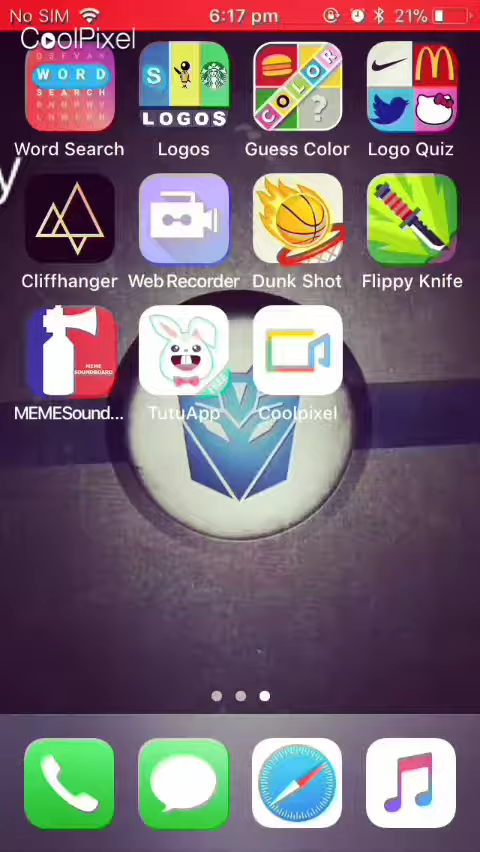 No SIM 6:17 pm 21%
CoolPixel
WORD
SEARCH
S
LOGOS
COLOR
?
Word Search Logos Guess Color Logo Quiz
y
Cliffhanger Web Recorder Dunk Shot Flippy Knife
MEME
SOUNDBOARD
MEMESound... TutuApp Coolpixel